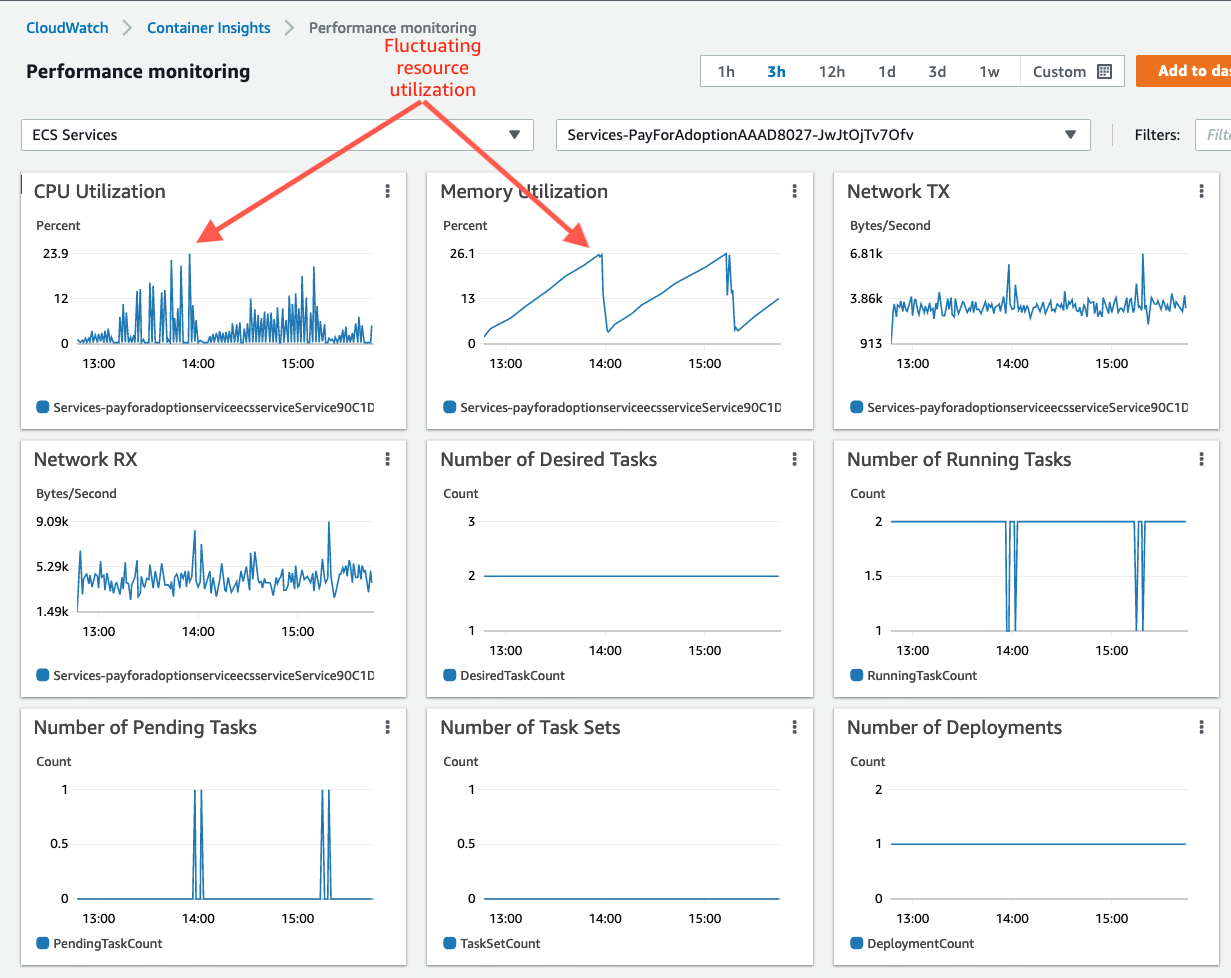 CloudWatch
Container Insights
Performance monitoring
Fluctuating
resource
utilization
Performance monitoring
1h 3h 12h 1d 3d 1w Custom
Add to da
ECS Services
Services-PayForAdoptionAAAD8027-JwJtOjTv7Ofv
Filters:
Filt
CPU Utilization
Percent
23.9
12
0
13:00 14:00 15:00
Services-payforadoptionserviceecsserviceService90C1D
Memory Utilization
Percent
26.1
13
0
13:00 14:00 15:00
Services-payforadoptionserviceecsserviceService90C1D
Network TX
Bytes/Second
6.81k
3.86k
913
13:00 14:00 15:00
Services-payforadoptionserviceecsserviceService90C1D
Network RX
Bytes/Second
9.09k
5.29k
1.49k
13:00 14:00 15:00
Services-payforadoptionserviceecsserviceService90C1D
Number of Desired Tasks
Count
3
2
1
13:00 14:00 15:00
DesiredTaskCount
Number of Running Tasks
Count
2
1.5
1
13:00 14:00 15:00
RunningTaskCount
Number of Pending Tasks
Count
1
0.5
0
13:00 14:00 15:00
PendingTaskCount
Number of Task Sets
Count
1
0.5
0
13:00 14:00 15:00
TaskSetCount
Number of Deployments
Count
2
1
0
13:00 14:00 15:00
DeploymentCount